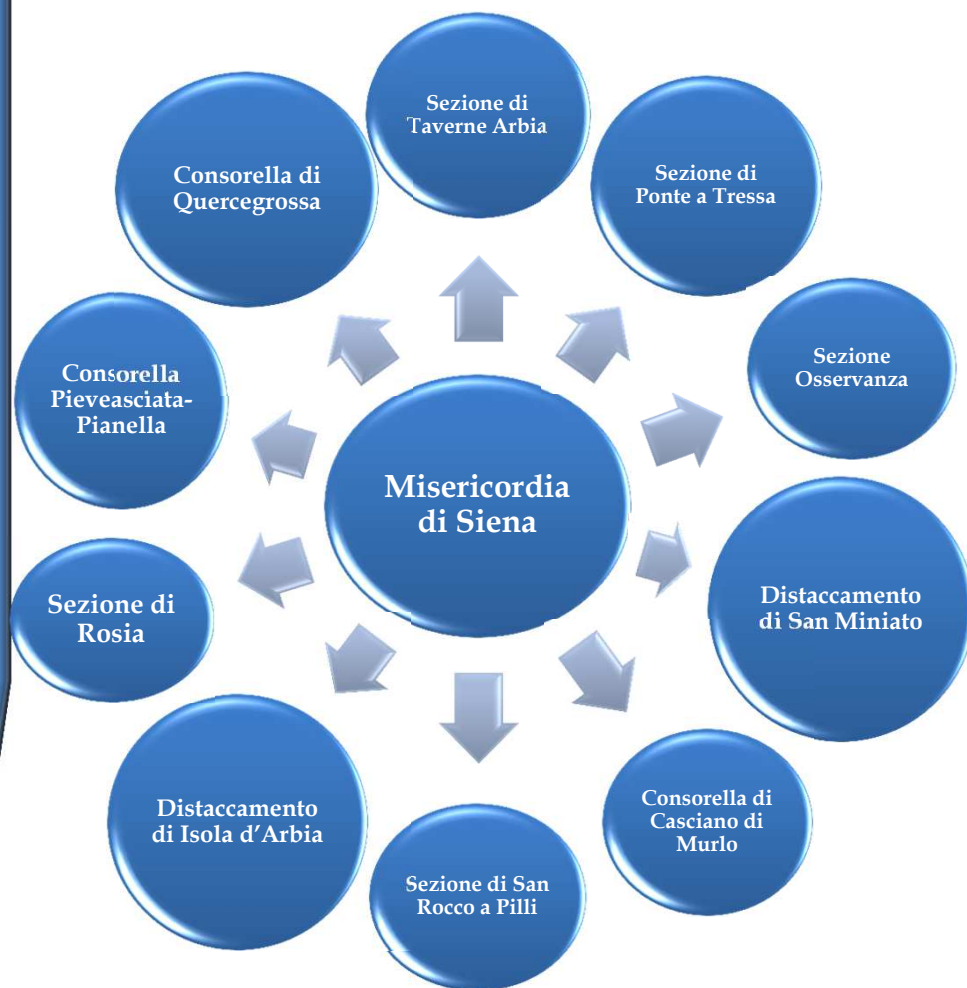 Sezione di
Taverne Arbia
Sezione di
Ponte a Tressa
Sezione
Osservanza
Distaccamento
di San Miniato
Consorella di
Casciano di
Murlo
Sezione di San
Rocco a Pilli
Distaccamento
di Isola d’Arbia
Sezione di
Rosia
Consorella
Pieveasciata-
Pianella
Consorella di
Quercegrossa
Misericordia
di Siena